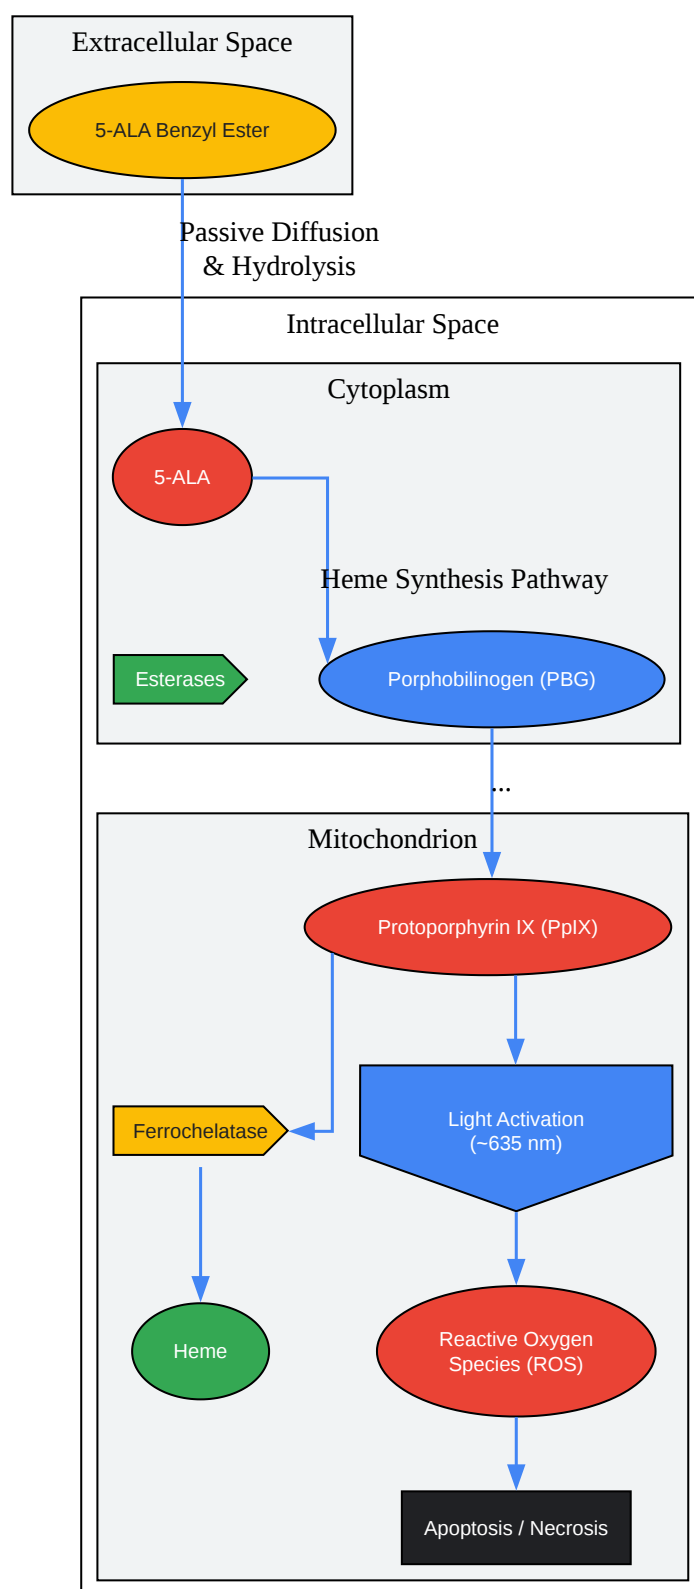 Extracellular Space
5-ALA Benzyl Ester
Passive Diffusion
& Hydrolysis
Intracellular Space
Cytoplasm
5-ALA
Heme Synthesis Pathway
Esterases
Porphobilinogen (PBG)
...
Mitochondrion
Protoporphyrin IX (PpIX)
Ferrochelatase
Light Activation
(~635 nm)
Heme
Reactive Oxygen
Species (ROS)
Apoptosis / Necrosis